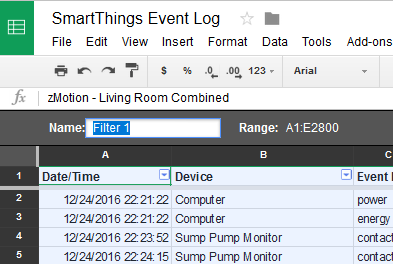 SmartThings Event Log
File Edit View Insert Format Data Tools Add-ons
$ % .0 .00 123 Arial
fx zMotion - Living Room Combined
Name: Filter 1 Range: A1:E2800
A B C
1 Date/Time Device Event
2 12/24/2016 22:21:22 Computer power
3 12/24/2016 22:21:22 Computer energy
4 12/24/2016 22:23:52 Sump Pump Monitor contac
5 12/24/2016 22:24:15 Sump Pump Monitor contac